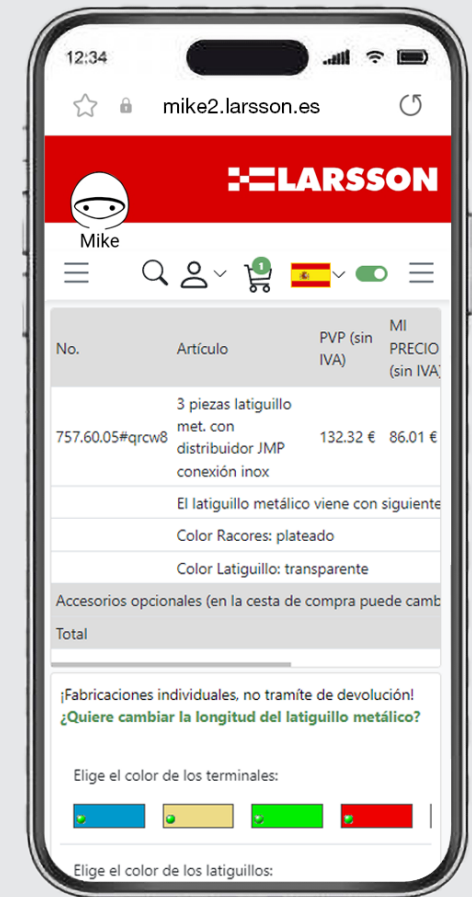 12:34
mike2.larsson.es
LARSSON
Mike
1
No. Artículo PVP (sin IVA) MI PRECIO (sin IVA)
757.60.05#qrcw8 3 piezas latiguillo met. con distribuidor JMP conexión inox 132.32 € 86.01 €
El latiguillo metálico viene con siguiente
Color Racores: plateado
Color Latiguillo: transparente
Accesorios opcionales (en la cesta de compra puede camb
Total
¡Fabricaciones individuales, no tramíte de devolución!
¿Quiere cambiar la longitud del latiguillo metálico?
Elige el color de los terminales:
Elige el color de los latiguillos: